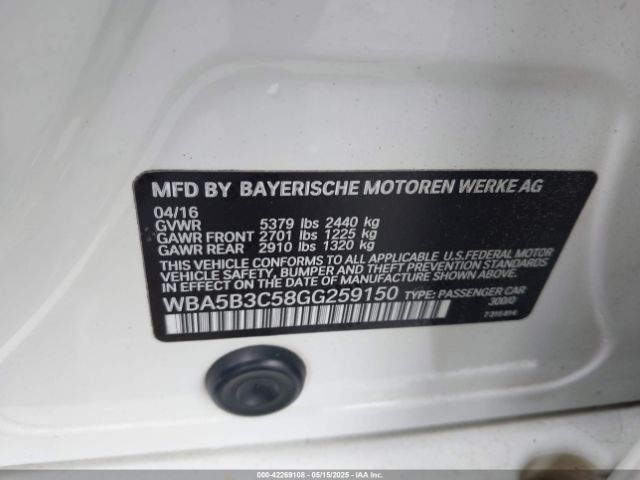 MFD BY BAYERISCHE MOTOREN WERKE AG
04/16
GVWR 5379 lbs 2440 kg
GAWR FRONT 2701 lbs 1225 kg
GAWR REAR 2910 lbs 1320 kg
THIS VEHICLE CONFORMS TO ALL APPLICABLE U.S.FEDERAL MOTOR
VEHICLE SAFETY, BUMPER AND THEFT PREVENTION STANDARDS
IN EFFECT ON THE DATE OF MANUFACTURE SHOWN ABOVE.
WBA5B3C58GG259150 TYPE: PASSENGER CAR
300/0
000-42269108 - 05/15/2025 - IAAI.COM